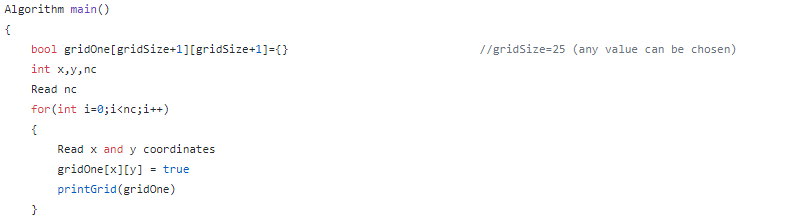 Algorithm main()
{
    bool gridOne[gridSize+1][gridSize+1]={}                             //gridSize=25 (any value can be chosen)
    int x,y,nc
    Read nc
    for(int i=0;i<nc;i++)
    {
        Read x and y coordinates
        gridOne[x][y] = true
        printGrid(gridOne)
    }